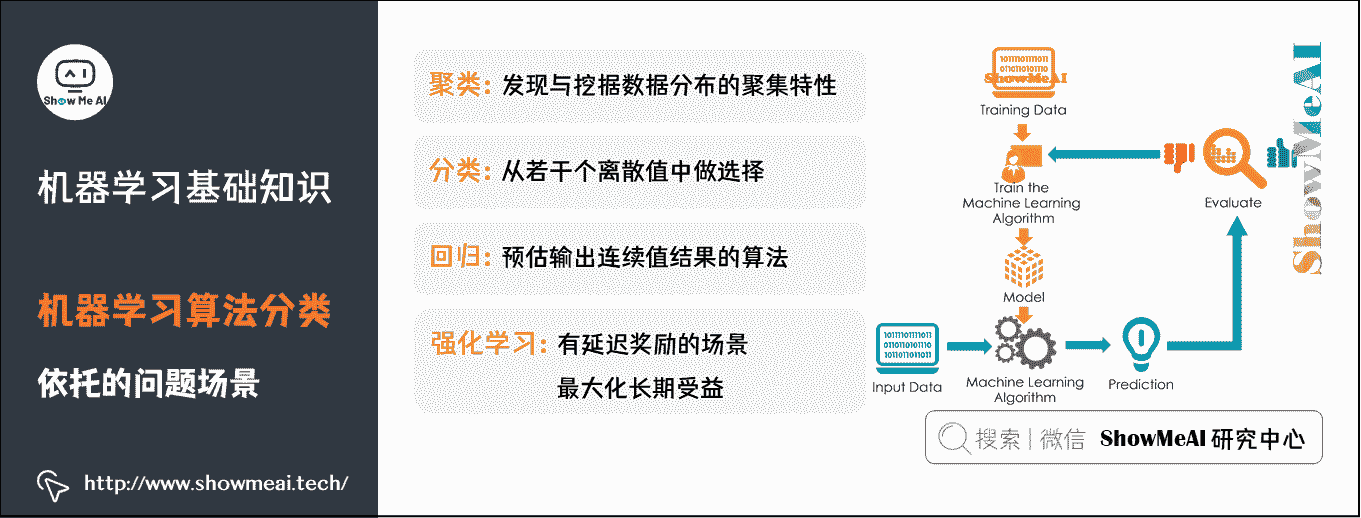 Show Me AI
机器学习基础知识
机器学习算法分类
依托的问题场景
http://www.showmeai.tech/
聚类: 发现与挖掘数据分布的聚集特性
分类: 从若干个离散值中做选择
回归: 预估输出连续值结果的算法
强化学习: 有延迟奖励的场景
最大化长期受益
ShowMeAI
Training Data
Train the
Machine Learning
Algorithm
Model
Evaluate
ShowMeAI
1011101111011
011011010110
101101101011
Input Data
Machine Learning
Algorithm
Prediction
搜索 | 微信 ShowMeAI 研究中心